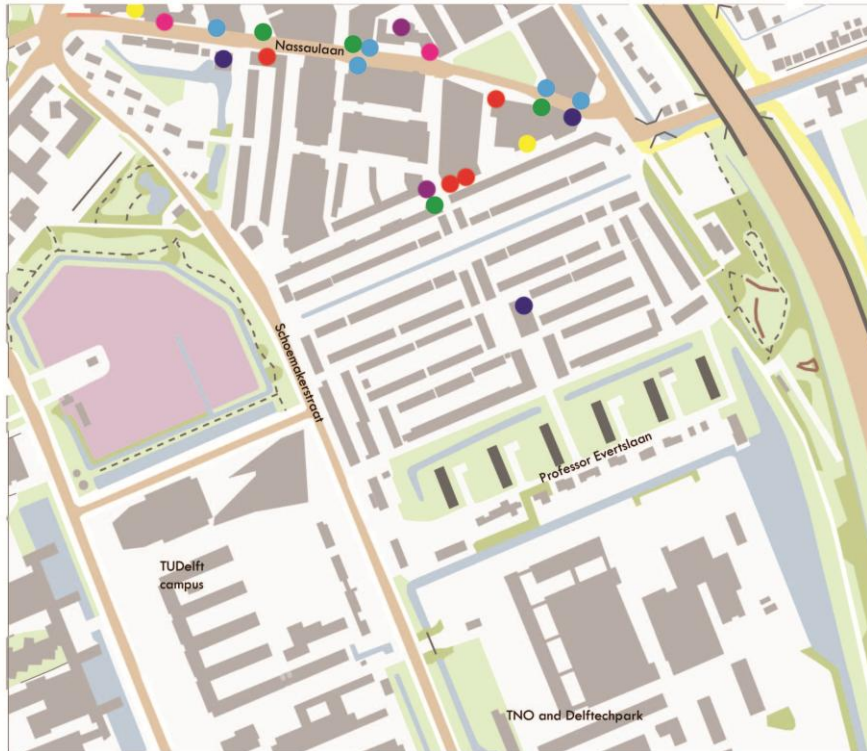 Nassaulaan
Schoemakerstraat
Professor Evertslaan
TUDelft
campus
TNO and Delftechpark